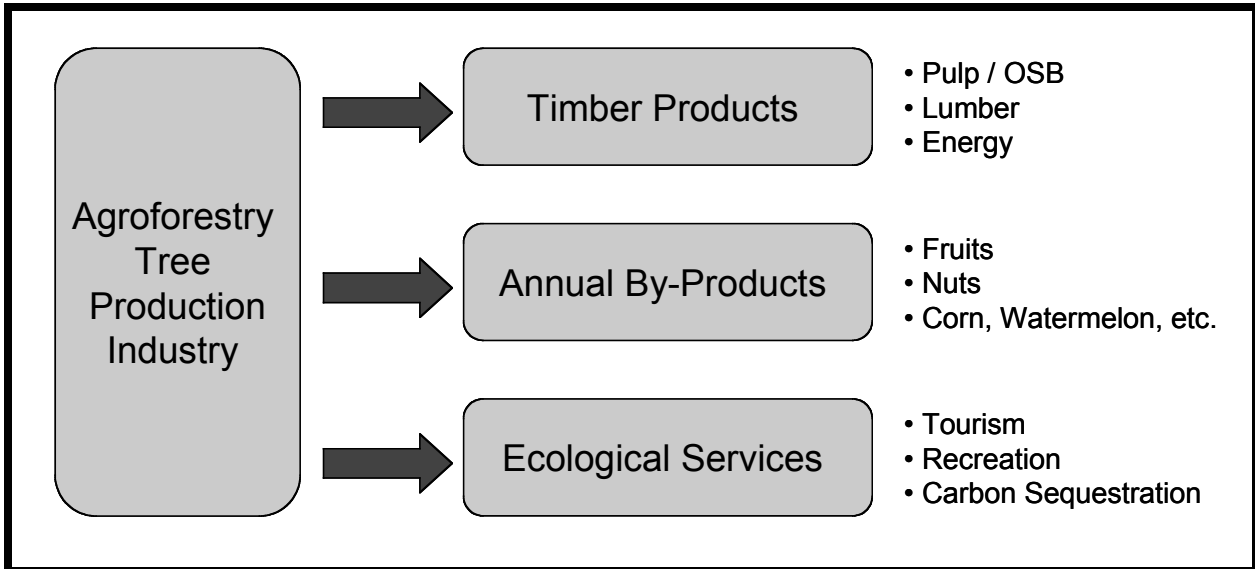 Agroforestry
Tree
Production
Industry
Timber Products
• Pulp / OSB
• Lumber
• Energy
Annual By-Products
• Fruits
• Nuts
• Corn, Watermelon, etc.
Ecological Services
• Tourism
• Recreation
• Carbon Sequestration